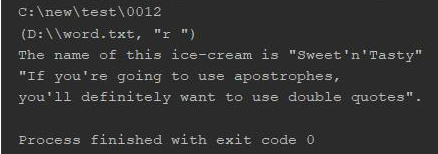 C:\new\test\0012
(D:\\word.txt, "r ")
The name of this ice-cream is "Sweet'n'Tasty"
"If you're going to use apostrophes,
you'll definitely want to use double quotes".
Process finished with exit code 0